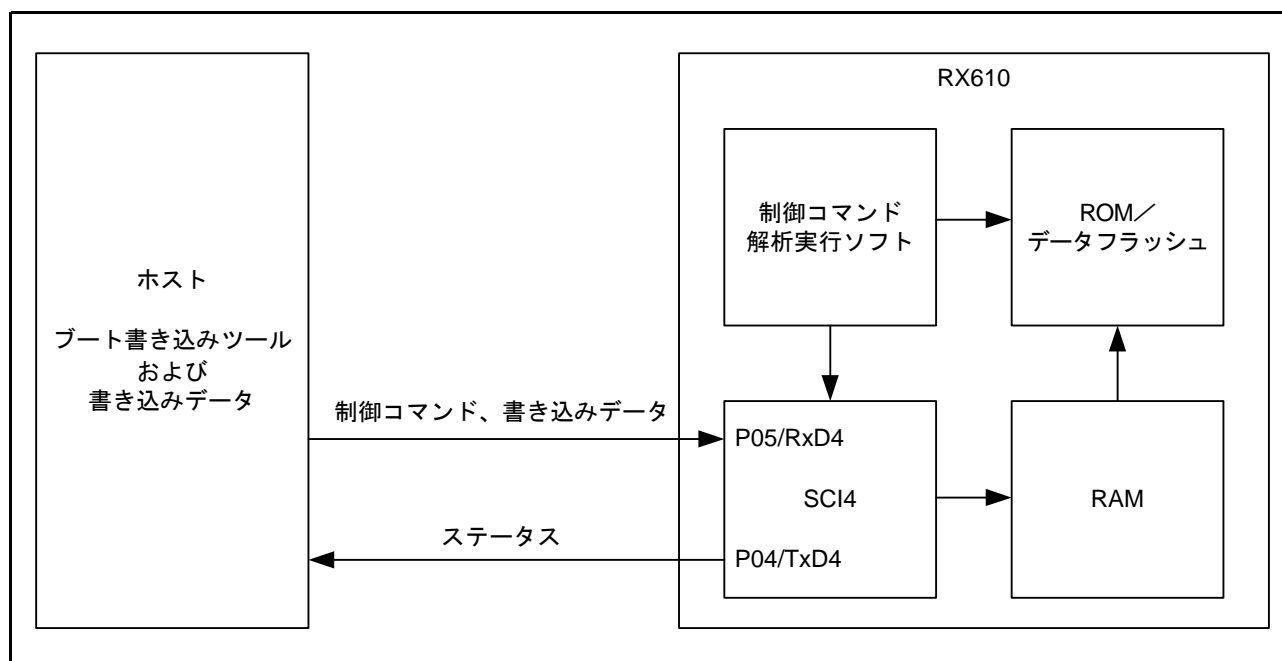 ホスト
ブート書き込みツール
および
書き込みデータ
制御コマンド、書き込みデータ
ステータス
RX610
制御コマンド
解析実行ソフト
ROM／
データフラッシュ
P05/RxD4
SCI4
P04/TxD4
RAM